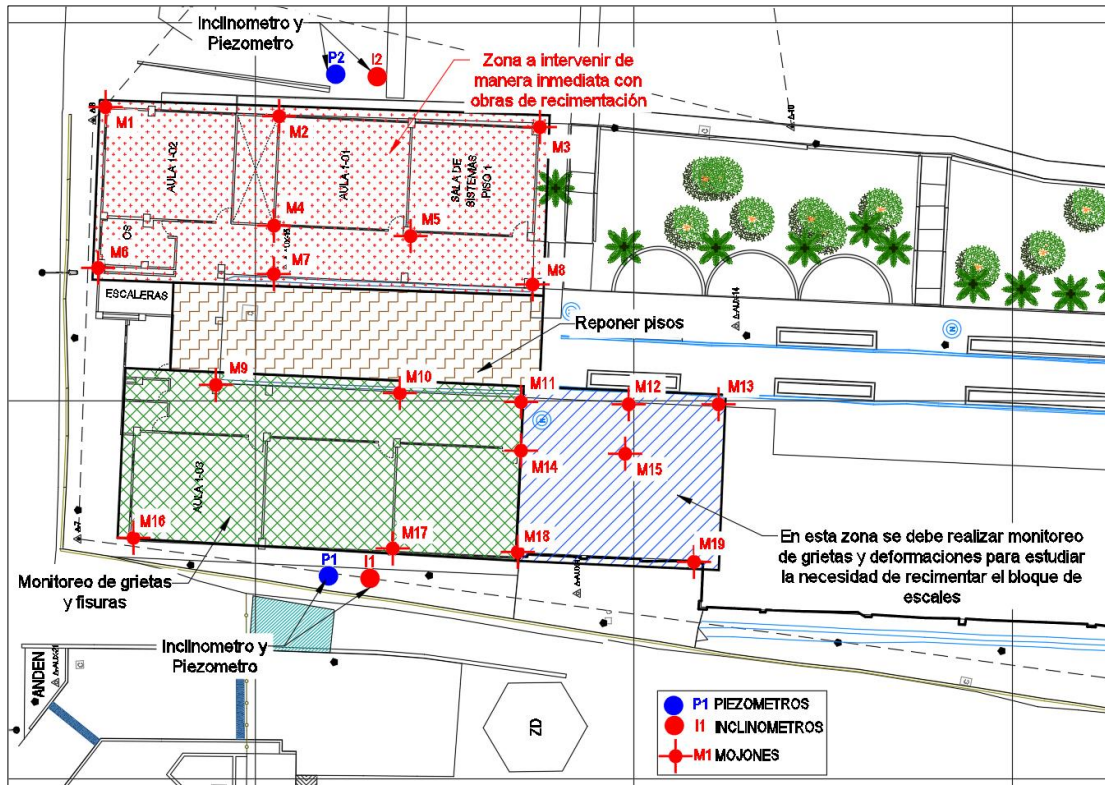 Inclinometro y
Piezometro
P2
I2
Zona a intervenir de
manera inmediata con
obras de recimentación
M1
M2
M3
AULA 1-02
AULA 1-01
SALA DE
SISTEMAS
PISO 1
M4
M5
M6
M7
M8
ESCALERAS
Reponer pisos
M9
M10
M11
M12
M13
M14
M15
AULA 1-03
M16
M17
M18
M19
P1
I1
Monitoreo de grietas
y fisuras
En esta zona se debe realizar monitoreo
de grietas y deformaciones para estudiar
la necesidad de recimentar el bloque de
escales
Inclinometro y
Piezometro
ANDEN
ZD
P1 PIEZOMETROS
I1 INCLINOMETROS
M1 MOJONES